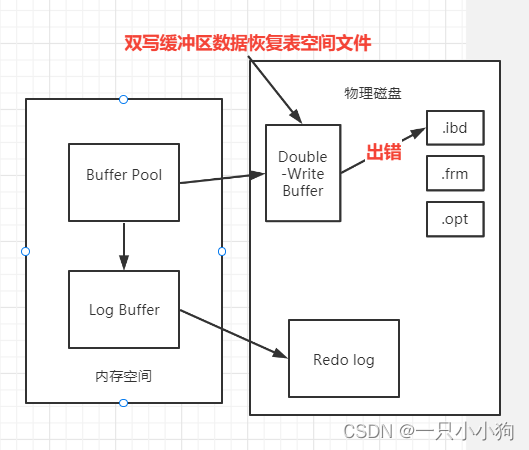 双写缓冲区数据恢复表空间文件
物理磁盘
Buffer Pool
Double
-Write
Buffer
出错
.ibd
.frm
.opt
Log Buffer
内存空间
Redo log
CSDN @一只小小狗